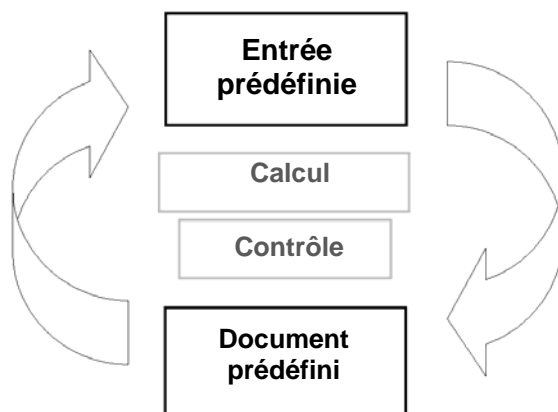 Entrée
prédéfinie
Calcul
Contrôle
Document
prédéfini